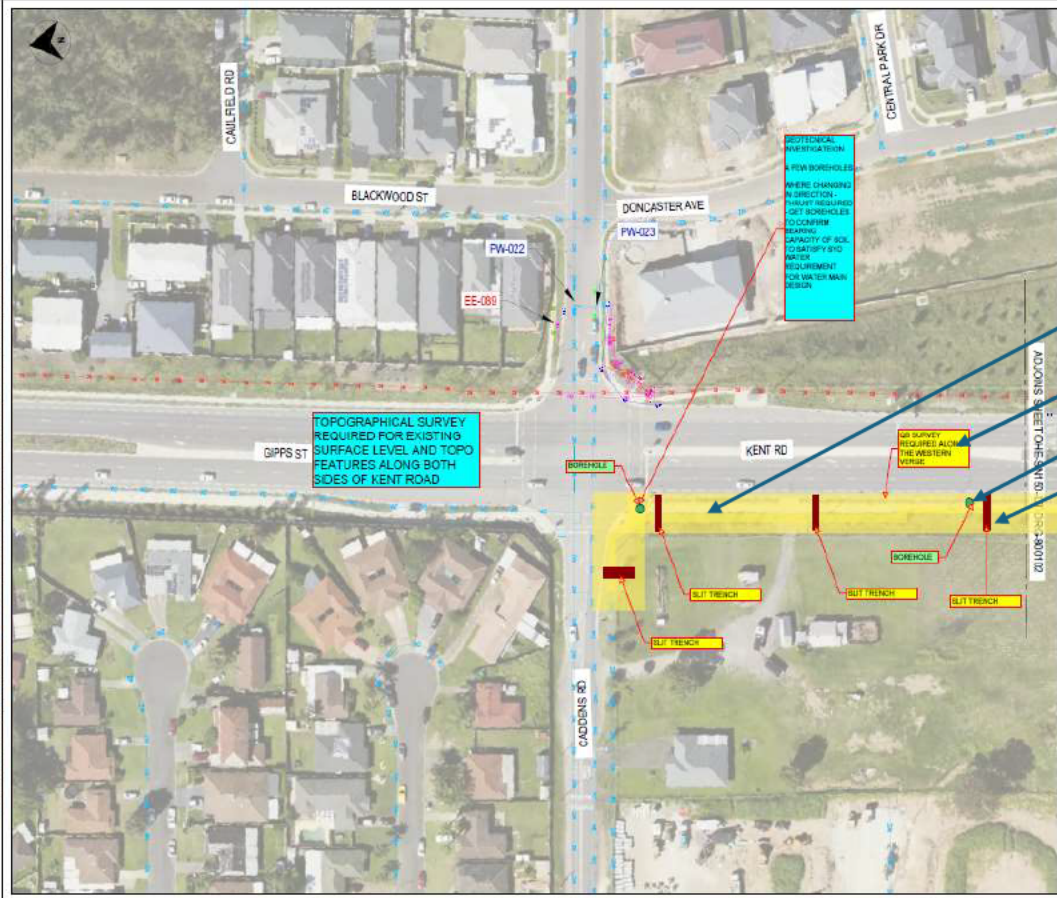 N
CAULFIELD RD
CENTRAL PARK DR
BLACKWOOD ST
DONCASTER AVE
PW-022
PW-023
EE-089
GEOTECHNICAL
INVESTIGATION
A FEW BOREHOLES
WHERE CHANGING
IN DIRECTION -
THRUST REQUIRED
- GET BOREHOLES
TO CONFIRM
BEARING
CAPACITY OF SOIL
TO SATISFY SYD
WATER
REQUIREMENT
FOR WATER MAIN
DESIGN
TOPOGRAPHICAL SURVEY
REQUIRED FOR EXISTING
SURFACE LEVEL AND TOPO
FEATURES ALONG BOTH
SIDES OF KENT ROAD
GIPPS ST
KENT RD
SURVEY
REQUIRED ALONG
THE WESTERN
VERGE
BOREHOLE
BOREHOLE
SLIT TRENCH
SLIT TRENCH
SLIT TRENCH
SLIT TRENCH
CADDENS RD
ADJOINS SHEET